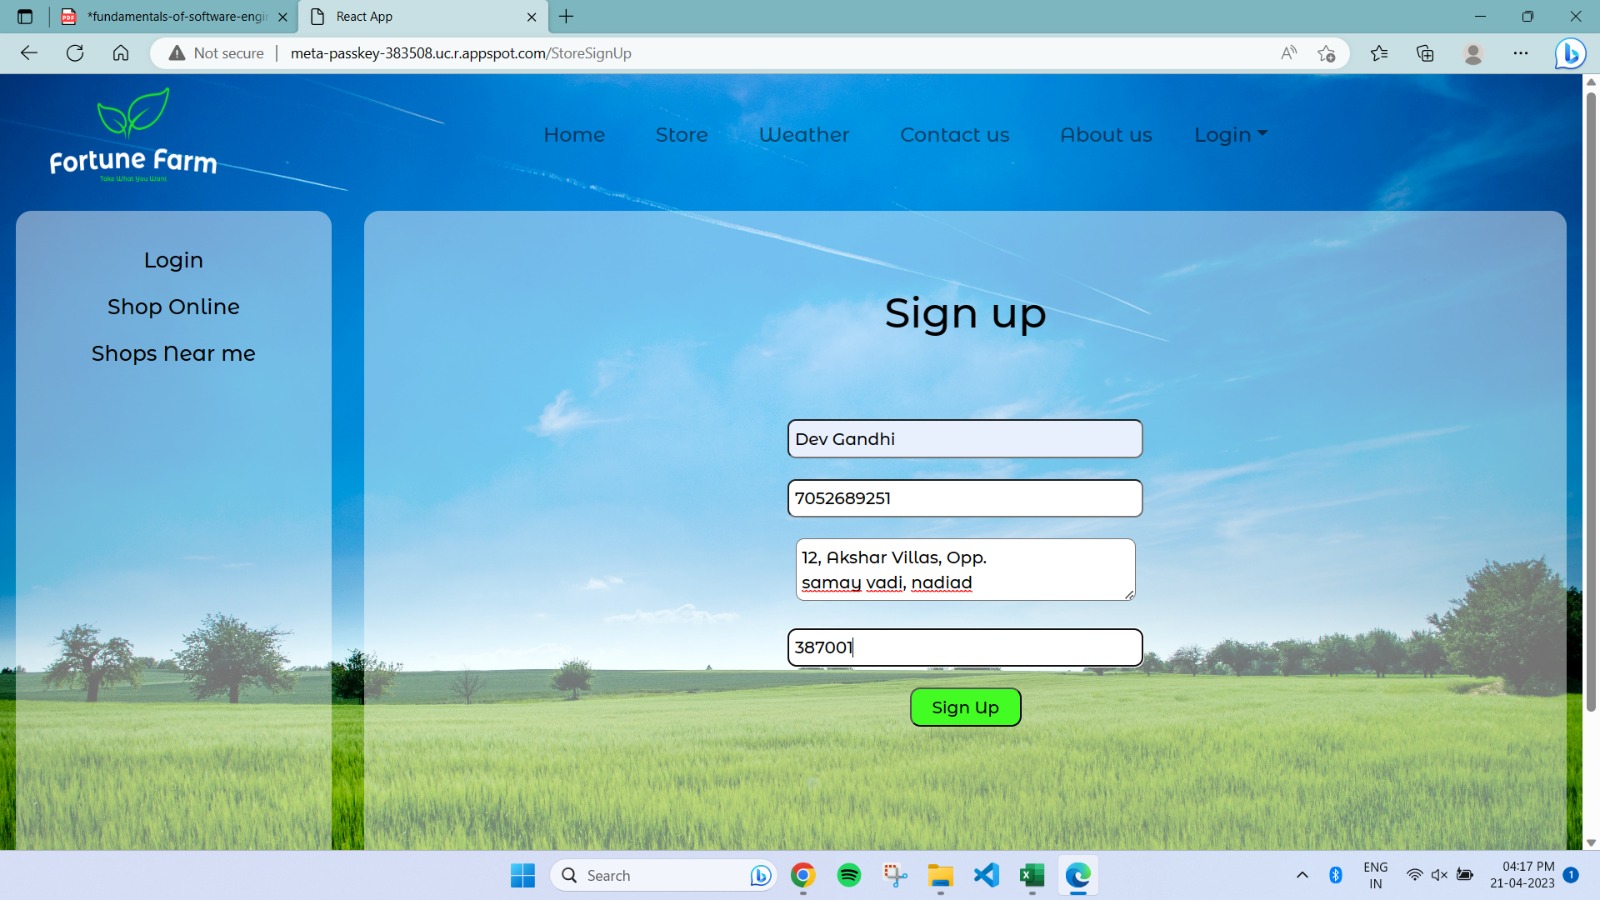 *fundamentals-of-software-engi
React App
Not secure
meta-passkey-383508.uc.r.appspot.com/StoreSignUp
Fortune Farm
Take What You Want
Home
Store
Weather
Contact us
About us
Login
Login
Shop Online
Shops Near me
Sign up
Dev Gandhi
7052689251
12, Akshar Villas, Opp.
samay vadi, nadiad
387001
Sign Up
Search
ENG
IN
04:17 PM
21-04-2023
1